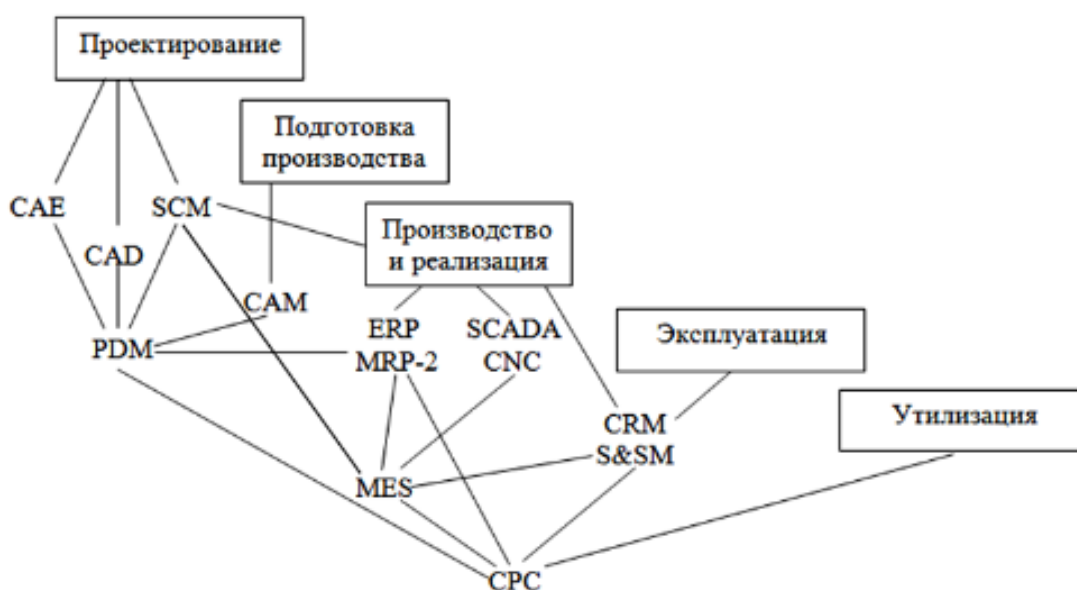 Проектирование
Подготовка
производства
CAE
SCM
Производство
и реализация
CAD
CAM
ERP
SCADA
Эксплуатация
PDM
MRP-2
CNC
Утилизация
CRM
S&SM
MES
CPC